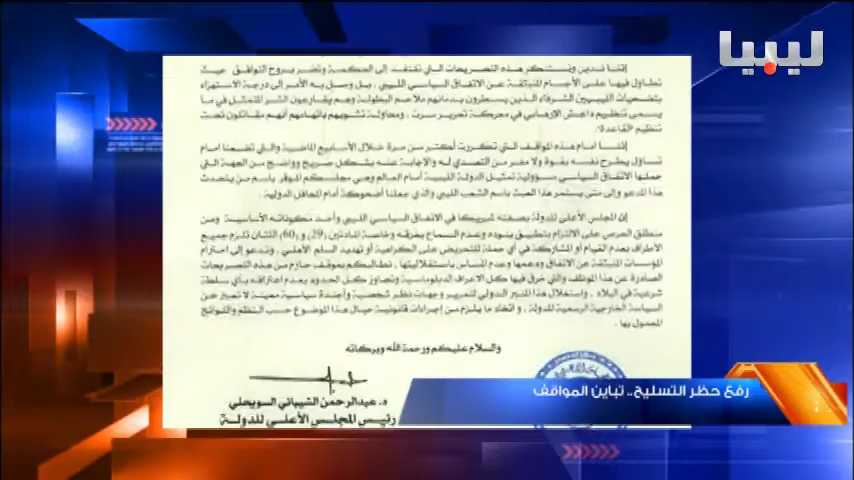 ليبيا
إننا ندين ونستنكر هذه التصريحات التي تفتقد إلى الحكمة وتضر بروح التوافق حيث
تطاول فيها على الأجسام المنبثقة عن الاتفاق السياسي الليبي ، بل وصل به الأمر إلى درجة الاستهزاء
بتضحيات الليبيين الشرفاء الذين يسطرون بدمائهم ملاحم البطولة وهم يقارعون الشر المتمثل في ما
يسمى تنظيم داعش الإرهابي في معركة تحرير سرت ، ومحاولة تشويههم باتهامهم أنهم مقاتلون تحت
تنظيم "القاعدة".
إننا أمام هذه المواقف التي تكررت أكثر من مرة خلال الأسابيع الماضية والتي تضعنا أمام
تساؤل يطرح نفسه بقوة ولا مفر من التصدي له والإجابة عنه بشكل صريح وواضح من الجهة التي
حملها الاتفاق السياسي مسؤولية تمثيل الدولة الليبية أمام العالم وهي مجلسكم الموقر باسم من يتحدث
هذا المدعو وإلى متى يستمر هذا العبث باسم الشعب الليبي والذي جعلنا أضحوكة أمام المحافل الدولية .
إن المجلس الأعلى للدولة بصفته شريكا في الاتفاق السياسي الليبي وأحد مكوناته الأساسية ومن
منطلق الحرص على الالتزام بتطبيق بنوده وعدم السماح بخرقه وخاصة المادتين (29) و (60) اللتان تلزم جميع
الأطراف بعدم القيام أو المشاركة في أي حملة للتحريض على الكراهية أو تهديد السلم الأهلي ، وتدعو إلى احترام
المؤسسات المنبثقة عن الاتفاق ودعمها وعدم المساس باستقلاليتها ، نطالبكم بموقف حازم من هذه التصريحات
الصادرة عن هذا الموظف والتي خرق فيها كل الأعراف الدبلوماسية وتجاوز كل الحدود بعدم اعترافه بأي سلطة
شرعية في البلاد ، واستغلال هذا المنبر الدولي لتمرير وجهات نظر شخصية وأجندة سياسية معينة لا تعبر عن
السياسة الخارجية الرسمية للدولة ، واتخاذ ما يلزم من إجراءات قانونية حيال هذا الموضوع حسب النظم واللوائح
المعمول بها .
والسلام عليكم ورحمة الله وبركاته
د. عبدالرحمن الشيباني السويحلي
رئيس المجلس الأعلى للدولة
رفع حظر التسليح.. تباين المواقف